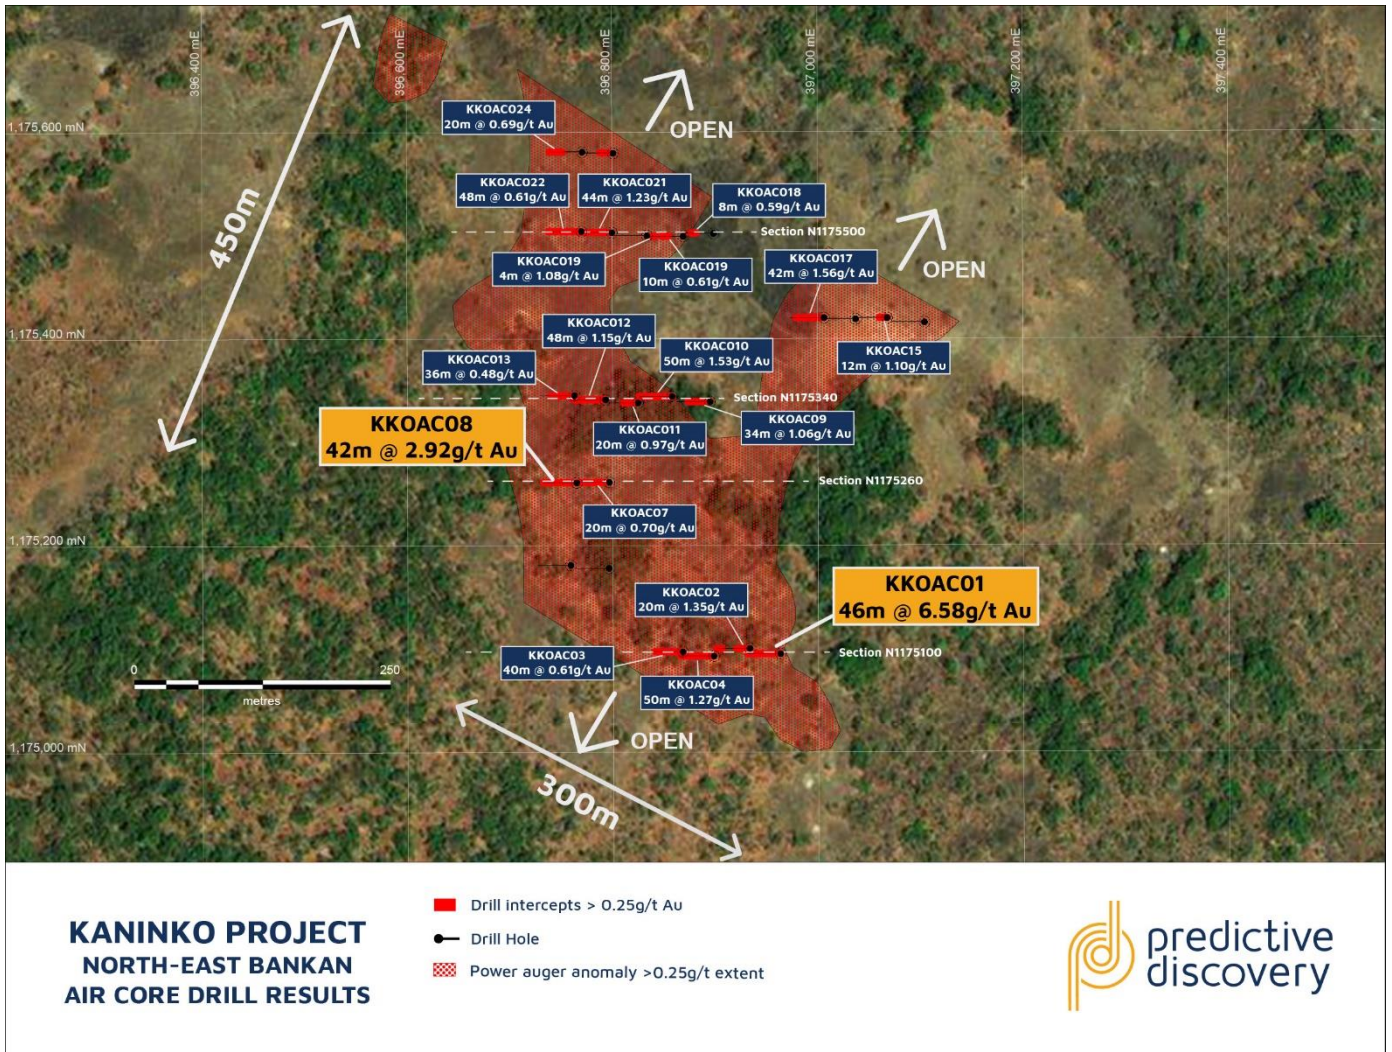 396,400 mE
396,600 mE
396,800 mE
397,000 mE
397,200 mE
397,400 mE
1,175,600 mN
1,175,400 mN
1,175,200 mN
1,175,000 mN
450m
KKOAC024
20m @ 0.69g/t Au
OPEN
KKOAC022
48m @ 0.61g/t Au
KKOAC021
44m @ 1.23g/t Au
KKOAC018
8m @ 0.59g/t Au
Section N1175500
KKOAC019
4m @ 1.08g/t Au
KKOAC019
10m @ 0.61g/t Au
KKOAC017
42m @ 1.56g/t Au
OPEN
KKOAC012
48m @ 1.15g/t Au
KKOAC010
50m @ 1.53g/t Au
KKOAC15
12m @ 1.10g/t Au
KKOAC013
36m @ 0.48g/t Au
Section N1175340
KKOAC08
42m @ 2.92g/t Au
KKOAC011
20m @ 0.97g/t Au
KKOAC09
34m @ 1.06g/t Au
Section N1175260
KKOAC07
20m @ 0.70g/t Au
KKOAC02
20m @ 1.35g/t Au
KKOAC01
46m @ 6.58g/t Au
KKOAC03
40m @ 0.61g/t Au
Section N1175100
KKOAC04
50m @ 1.27g/t Au
0 250
metres
OPEN
300m
KANINKO PROJECT
NORTH-EAST BANKAN
AIR CORE DRILL RESULTS
Drill intercepts > 0.25g/t Au
Drill Hole
Power auger anomaly >0.25g/t extent
predictive
discovery